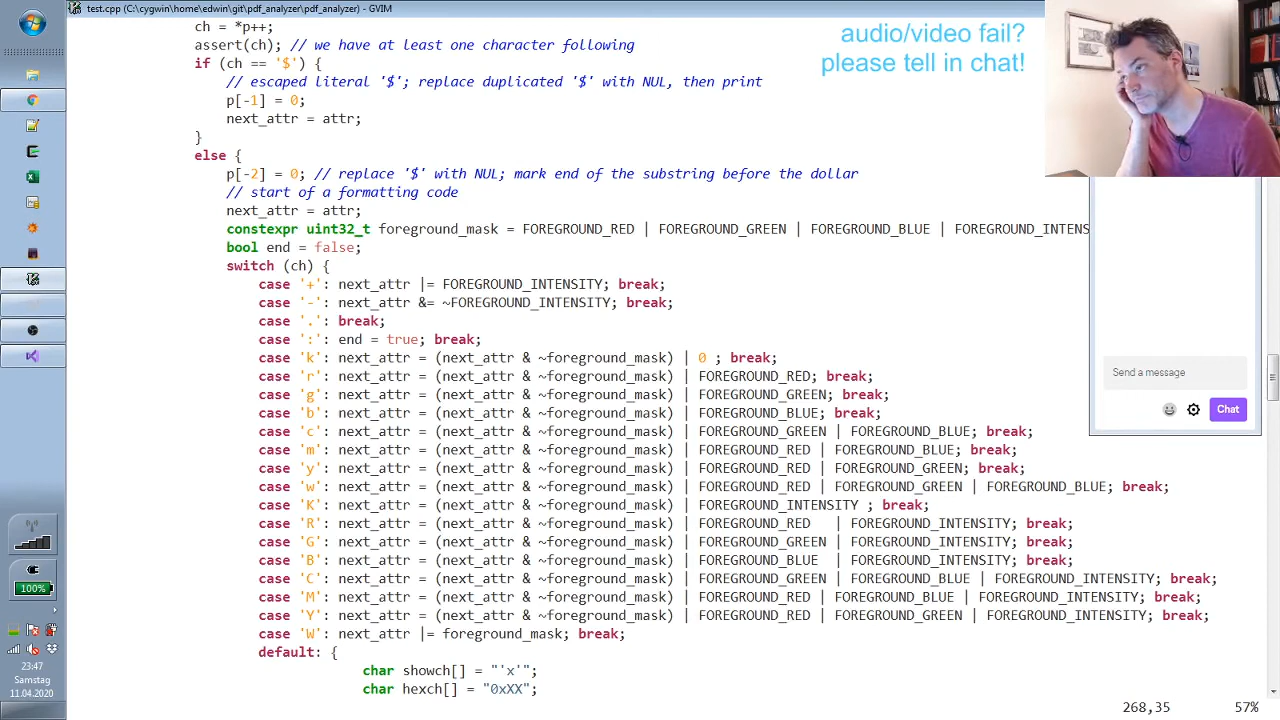 test.cpp (C:\cygwin\home\edwin\git\pdf_analyzer\pdf_analyzer) - GVIM
ch = *p++;
assert(ch); // we have at least one character following
if (ch == '$') {
// escaped literal '$'; replace duplicated '$' with NUL, then print
p[-1] = 0;
next_attr = attr;
}
else {
p[-2] = 0; // replace '$' with NUL; mark end of the substring before the dollar
// start of a formatting code
next_attr = attr;
constexpr uint32_t foreground_mask = FOREGROUND_RED | FOREGROUND_GREEN | FOREGROUND_BLUE | FOREGROUND_INTENS
bool end = false;
switch (ch) {
case '+': next_attr |= FOREGROUND_INTENSITY; break;
case '-': next_attr &= ~FOREGROUND_INTENSITY; break;
case '.': break;
case ':': end = true; break;
case 'k': next_attr = (next_attr & ~foreground_mask) | 0 ; break;
case 'r': next_attr = (next_attr & ~foreground_mask) | FOREGROUND_RED; break;
case 'g': next_attr = (next_attr & ~foreground_mask) | FOREGROUND_GREEN; break;
case 'b': next_attr = (next_attr & ~foreground_mask) | FOREGROUND_BLUE; break;
case 'c': next_attr = (next_attr & ~foreground_mask) | FOREGROUND_GREEN | FOREGROUND_BLUE; break;
case 'm': next_attr = (next_attr & ~foreground_mask) | FOREGROUND_RED | FOREGROUND_BLUE; break;
case 'y': next_attr = (next_attr & ~foreground_mask) | FOREGROUND_RED | FOREGROUND_GREEN; break;
case 'w': next_attr = (next_attr & ~foreground_mask) | FOREGROUND_RED | FOREGROUND_GREEN | FOREGROUND_BLUE; break;
case 'K': next_attr = (next_attr & ~foreground_mask) | FOREGROUND_INTENSITY ; break;
case 'R': next_attr = (next_attr & ~foreground_mask) | FOREGROUND_RED   | FOREGROUND_INTENSITY; break;
case 'G': next_attr = (next_attr & ~foreground_mask) | FOREGROUND_GREEN | FOREGROUND_INTENSITY; break;
case 'B': next_attr = (next_attr & ~foreground_mask) | FOREGROUND_BLUE  | FOREGROUND_INTENSITY; break;
case 'C': next_attr = (next_attr & ~foreground_mask) | FOREGROUND_GREEN | FOREGROUND_BLUE | FOREGROUND_INTENSITY; break;
case 'M': next_attr = (next_attr & ~foreground_mask) | FOREGROUND_RED | FOREGROUND_BLUE | FOREGROUND_INTENSITY; break;
case 'Y': next_attr = (next_attr & ~foreground_mask) | FOREGROUND_RED | FOREGROUND_GREEN | FOREGROUND_INTENSITY; break;
case 'W': next_attr |= foreground_mask; break;
default: {
char showch[] = "'x'";
char hexch[] = "0xXX";
268,35 57%
audio/video fail?
please tell in chat!
Send a message
Chat
100%
23:47
Samstag
11.04.2020